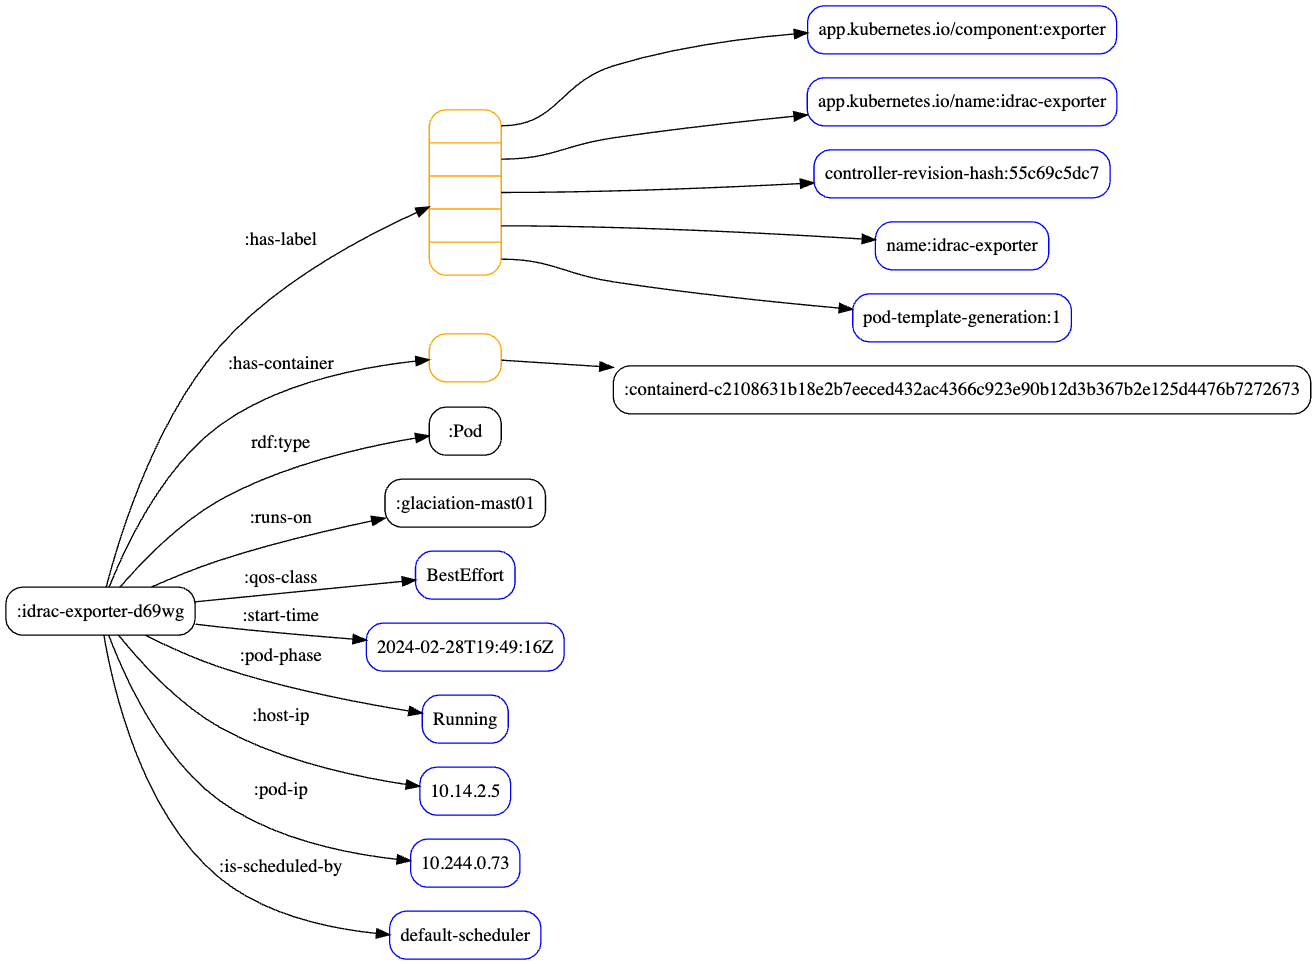 app.kubernetes.io/component:exporter
app.kubernetes.io/name:idrac-exporter
controller-revision-hash:55c69c5dc7
:has-label
name:idrac-exporter
pod-template-generation:1
:has-container
:containerd-c2108631b18e2b7eeced432ac4366c923e90b12d3b367b2e125d4476b7272673
rdf:type
:Pod
:runs-on
:glaciation-mast01
:qos-class
BestEffort
:idrac-exporter-d69wg
:start-time
2024-02-28T19:49:16Z
:pod-phase
Running
:host-ip
10.14.2.5
:pod-ip
10.244.0.73
:is-scheduled-by
default-scheduler